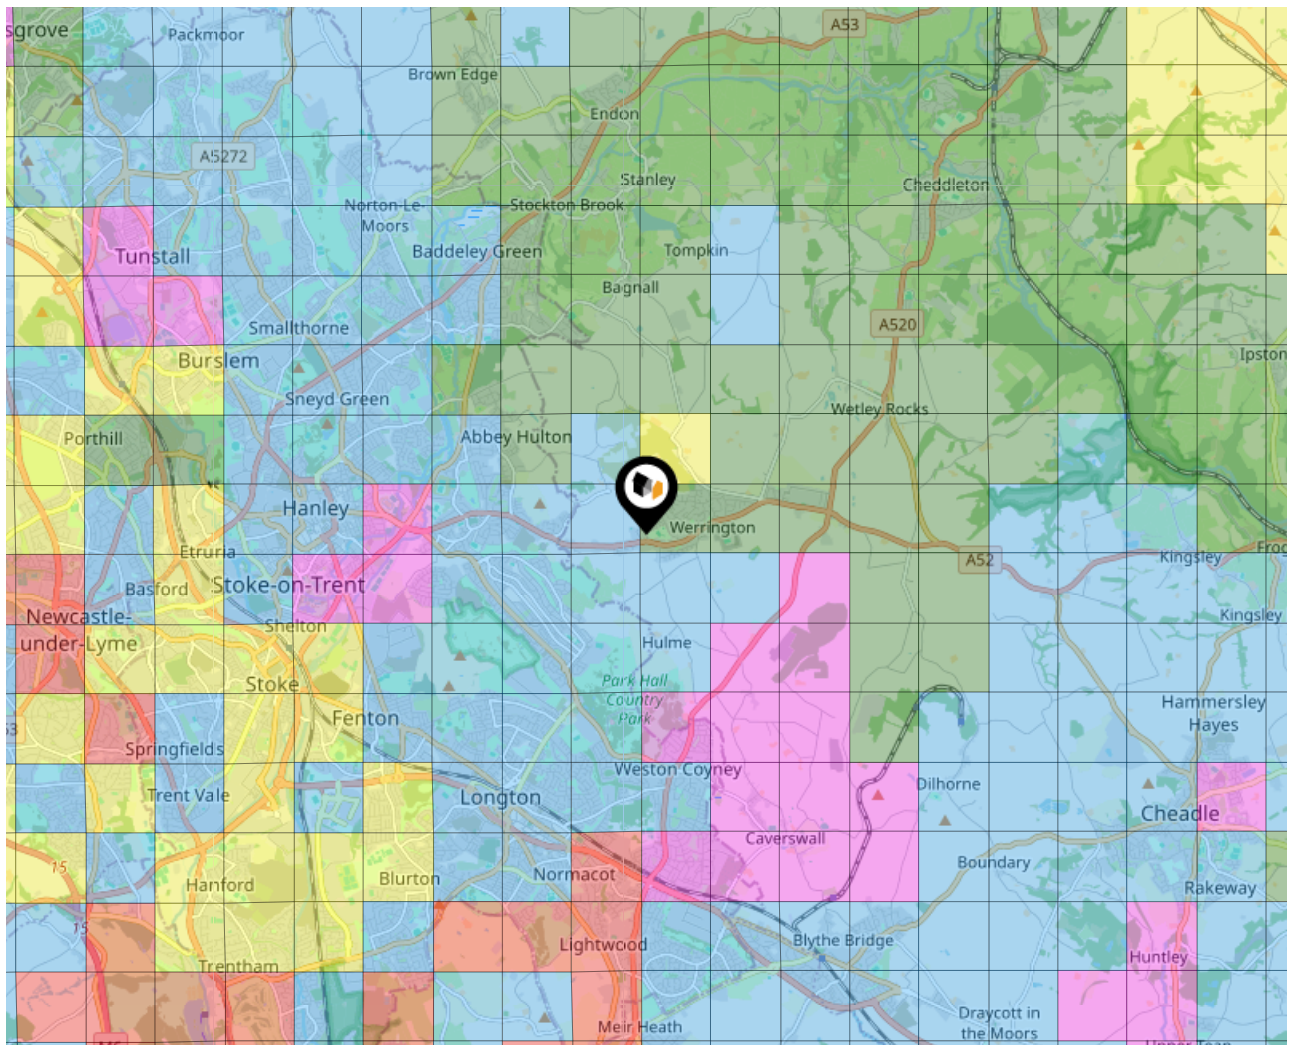 sgrove
Packmoor
A53
Brown Edge
Endon
A5272
Stanley
Cheddleton
Norton-Le-
Moors
Stockton Brook
Tunstall
Baddeley Green
Tompkin
Bagnall
Smallthorne
A520
Burslem
Ipston
Sneyd Green
Wetley Rocks
Porthill
Abbey Hulton
Hanley
Werrington
Etruria
A52
Kingsley
Frog
Basford
Stoke-on-Trent
Newcastle-
under-Lyme
Shelton
Hulme
Kingsley
Stoke
Park Hall
Country
Park
Hammersley
Hayes
Fenton
53
Springfields
Weston Coyney
Trent Vale
Longton
Dilhorne
Cheadle
Caverswall
15
Hanford
Blurton
Normacot
Boundary
Rakeway
15
Lightwood
Blythe Bridge
Huntley
Trentham
Meir Heath
Draycott in
the Moors
M6
Upper Tean